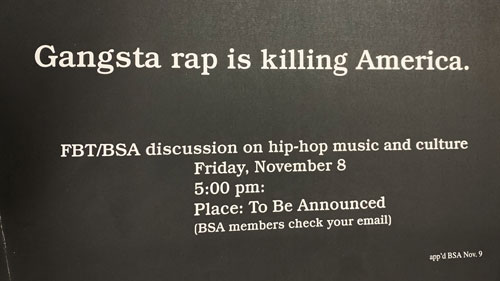 Gangsta rap is killing America.
FBT/BSA discussion on hip-hop music and culture
Friday, November 8
5:00 pm:
Place: To Be Announced
(BSA members check your email)
app'd BSA Nov. 9